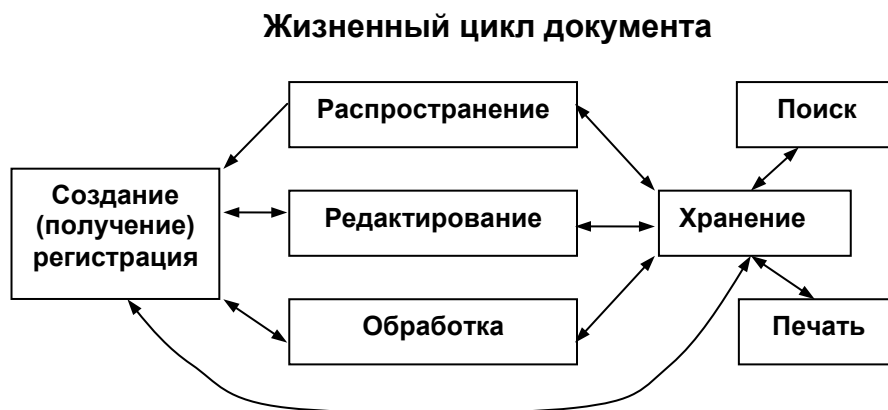 Жизненный цикл документа
Распространение
Поиск
Создание
(получение)
регистрация
Редактирование
Хранение
Обработка
Печать